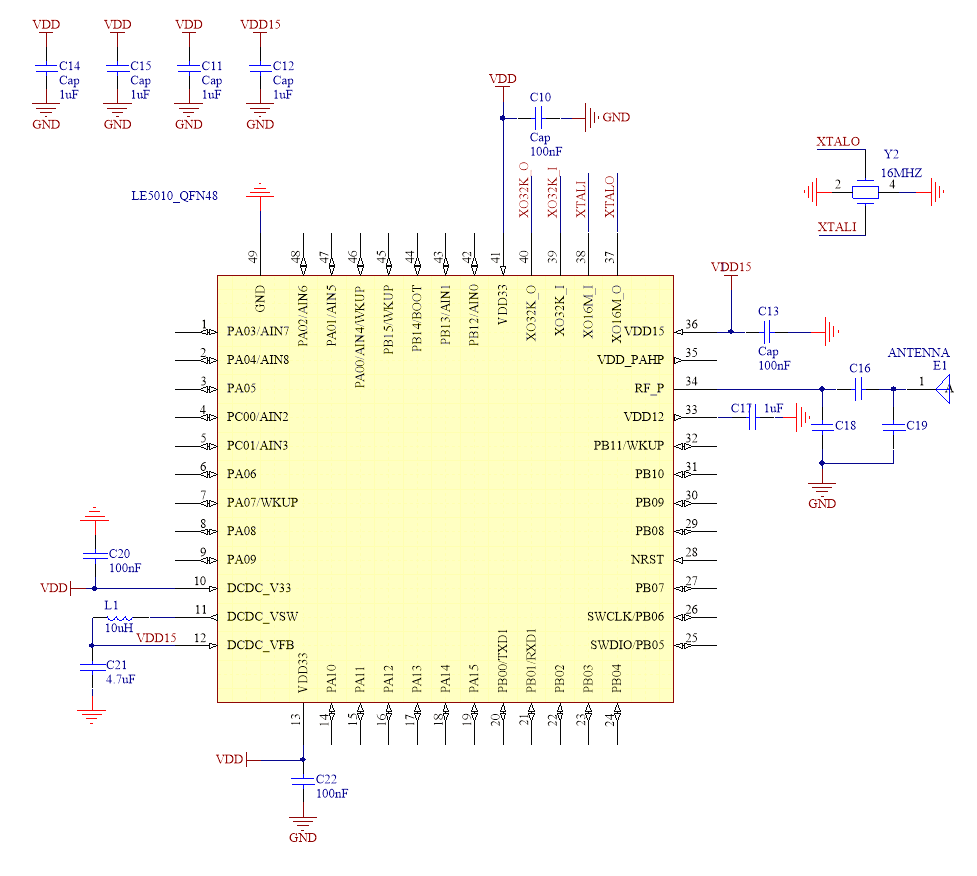 VDD
VDD
VDD
VDD15
C14
Cap
1uF
C15
Cap
1uF
C11
Cap
1uF
C12
Cap
1uF
GND
GND
GND
GND
VDD
C10
GND
Cap
100nF
XO32K_O
XO32K_I
XTALI
XTALO
XTALO
Y2
16MHZ
2
4
XTALI
LE5010_QFN48
49
48
47
46
45
44
43
42
41
40
39
38
37
GND
PA02/AIN6
PA01/AIN5
PA00/AIN4/WKUP
PB15/WKUP
PB14/BOOT
PB13/AIN1
PB12/AIN0
VDD33
XO32K_O
XO32K_I
XO16M_I
XO16M_O
1 PA03/AIN7
2 PA04/AIN8
3 PA05
4 PC00/AIN2
5 PC01/AIN3
6 PA06
7 PA07/WKUP
8 PA08
9 PA09
10 DCDC_V33
11 DCDC_VSW
12 DCDC_VFB
VDD15 36
VDD_PAHP 35
RF_P 34
VDD12 33
PB11/WKUP 32
PB10 31
PB09 30
PB08 29
NRST 28
PB07 27
SWCLK/PB06 26
SWDIO/PB05 25
VDD15
C13
Cap
100nF
ANTENNA
E1
C16
1
A
C17 1uF
C18
C19
GND
C20
100nF
VDD
L1
10uH
VDD15
C21
4.7uF
VDD33
PA10
PA11
PA12
PA13
PA14
PA15
PB00/TXD1
PB01/RXD1
PB02
PB03
PB04
13
14
15
16
17
18
19
20
21
22
23
24
VDD
C22
100nF
GND